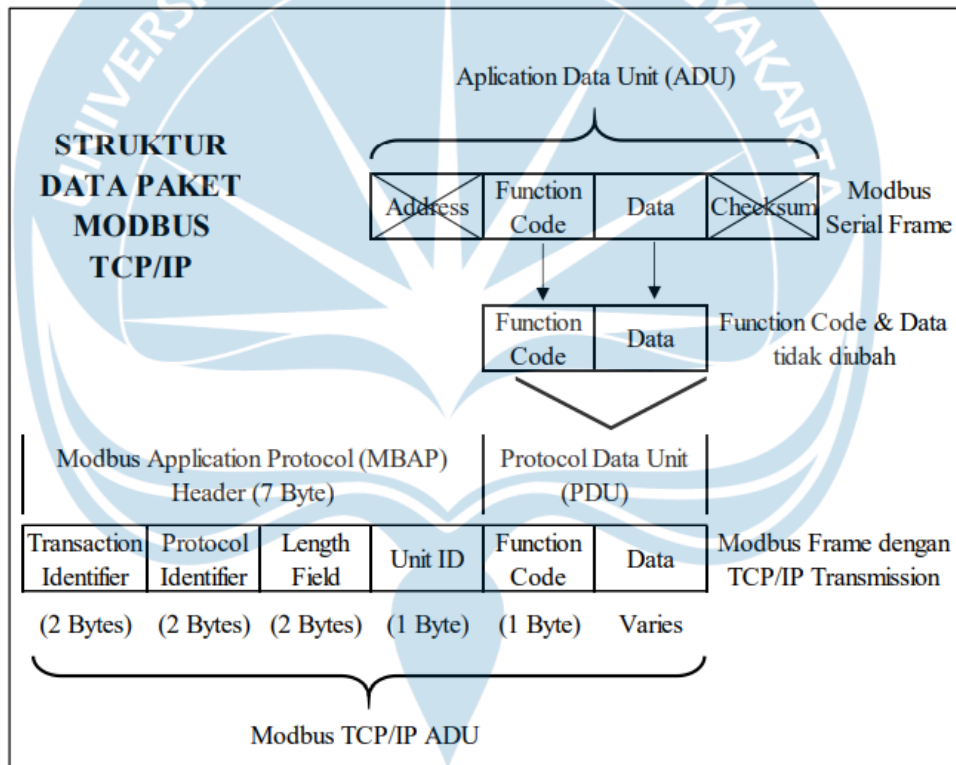 UNIVERS
GYAKARTA
Aplication Data Unit (ADU)
STRUKTUR
DATA PAKET
MODBUS
TCP/IP
Address
Function
Code
Data
Checksum
Modbus
Serial Frame
Function
Code
Data
Function Code & Data
tidak diubah
Modbus Application Protocol (MBAP)
Header (7 Byte)
Protocol Data Unit
(PDU)
Transaction
Identifier
Protocol
Identifier
Length
Field
Unit ID
Function
Code
Data
Modbus Frame dengan
TCP/IP Transmission
(2 Bytes)
(2 Bytes)
(2 Bytes)
(1 Byte)
(1 Byte)
Varies
Modbus TCP/IP ADU